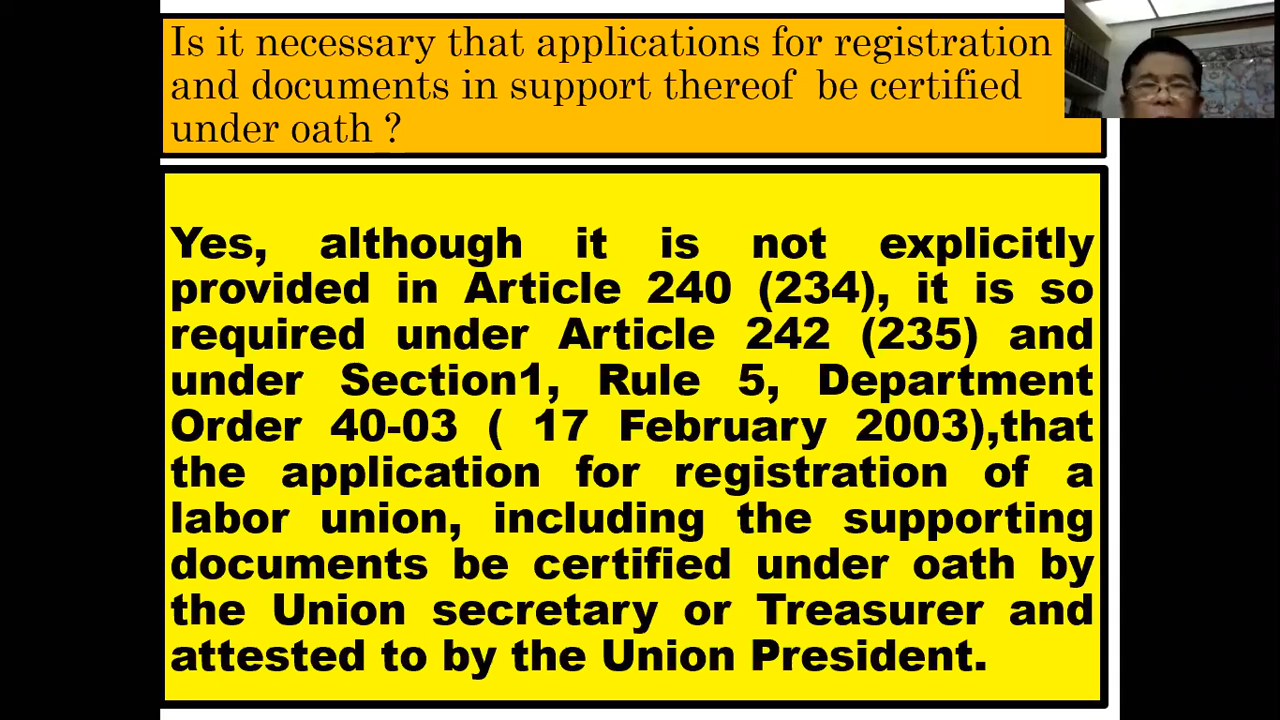 Is it necessary that applications for registration
and documents in support thereof be certified
under oath ?
Yes, although it is not explicitly
provided in Article 240 (234), it is so
required under Article 242 (235) and
under Section1, Rule 5, Department
Order 40-03 ( 17 February 2003),that
the application for registration of a
labor union, including the supporting
documents be certified under oath by
the Union secretary or Treasurer and
attested to by the Union President.